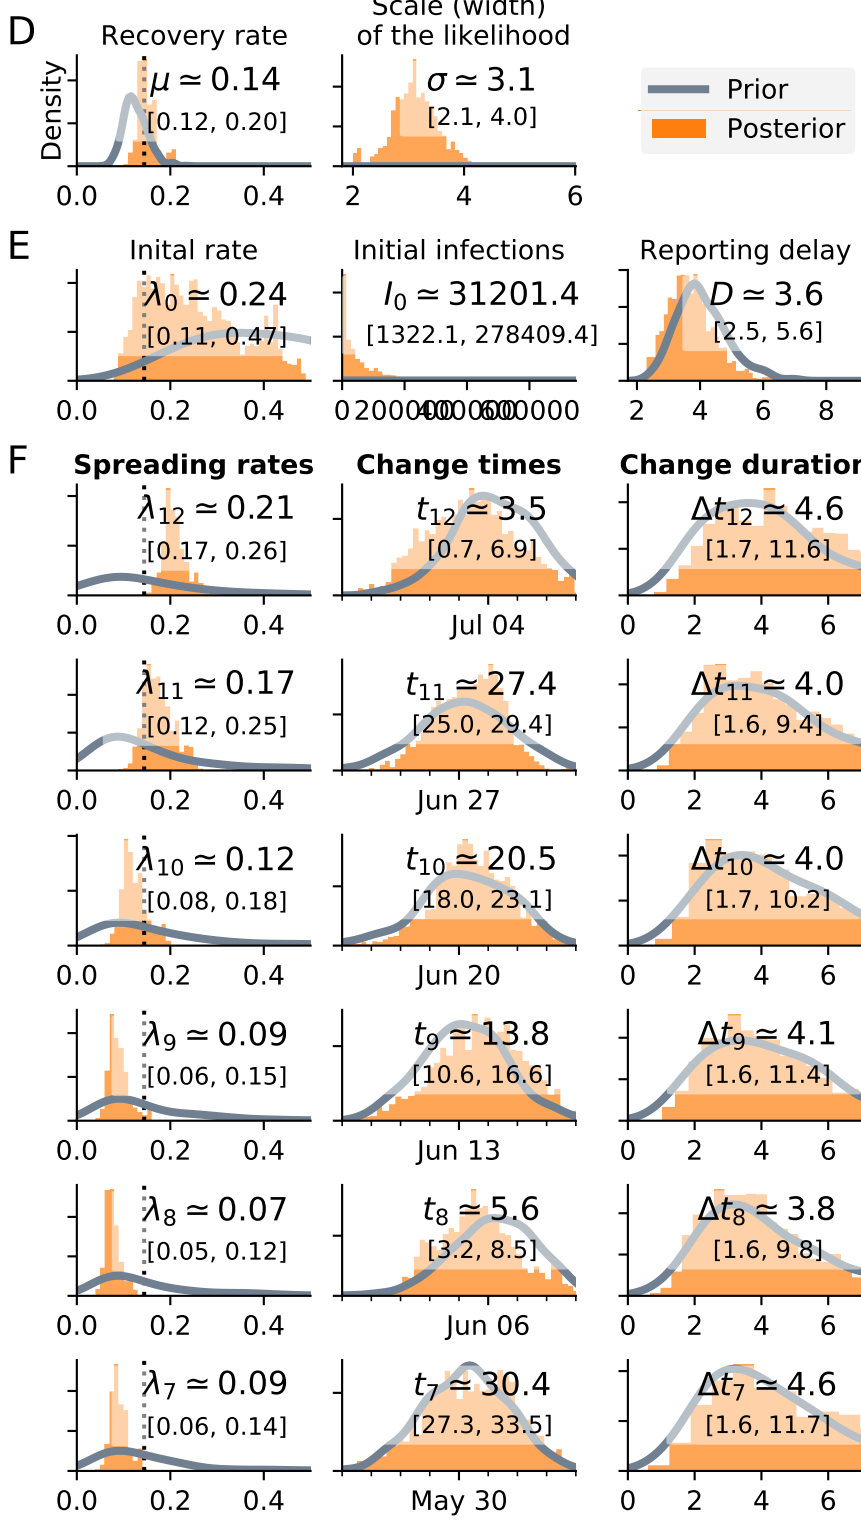 D
Recovery rate
Scale (width)
of the likelihood
Density
μ ≃ 0.14
[0.12, 0.20]
0.0 0.2 0.4
σ ≃ 3.1
[2.1, 4.0]
2 4 6
Prior
Posterior
E
Inital rate
λ0 ≃ 0.24
[0.11, 0.47]
0.0 0.2 0.4
Initial infections
I0 ≃ 31201.4
[1322.1, 278409.4]
0 200000 400000 600000
Reporting delay
D ≃ 3.6
[2.5, 5.6]
2 4 6 8
F
Spreading rates Change times Change duration
λ12 ≃ 0.21
[0.17, 0.26]
0.0 0.2 0.4
t12 ≃ 3.5
[0.7, 6.9]
Jul 04
Δt12 ≃ 4.6
[1.7, 11.6]
0 2 4 6
λ11 ≃ 0.17
[0.12, 0.25]
0.0 0.2 0.4
t11 ≃ 27.4
[25.0, 29.4]
Jun 27
Δt11 ≃ 4.0
[1.6, 9.4]
0 2 4 6
λ10 ≃ 0.12
[0.08, 0.18]
0.0 0.2 0.4
t10 ≃ 20.5
[18.0, 23.1]
Jun 20
Δt10 ≃ 4.0
[1.7, 10.2]
0 2 4 6
λ9 ≃ 0.09
[0.06, 0.15]
0.0 0.2 0.4
t9 ≃ 13.8
[10.6, 16.6]
Jun 13
Δt9 ≃ 4.1
[1.6, 11.4]
0 2 4 6
λ8 ≃ 0.07
[0.05, 0.12]
0.0 0.2 0.4
t8 ≃ 5.6
[3.2, 8.5]
Jun 06
Δt8 ≃ 3.8
[1.6, 9.8]
0 2 4 6
λ7 ≃ 0.09
[0.06, 0.14]
0.0 0.2 0.4
t7 ≃ 30.4
[27.3, 33.5]
May 30
Δt7 ≃ 4.6
[1.6, 11.7]
0 2 4 6